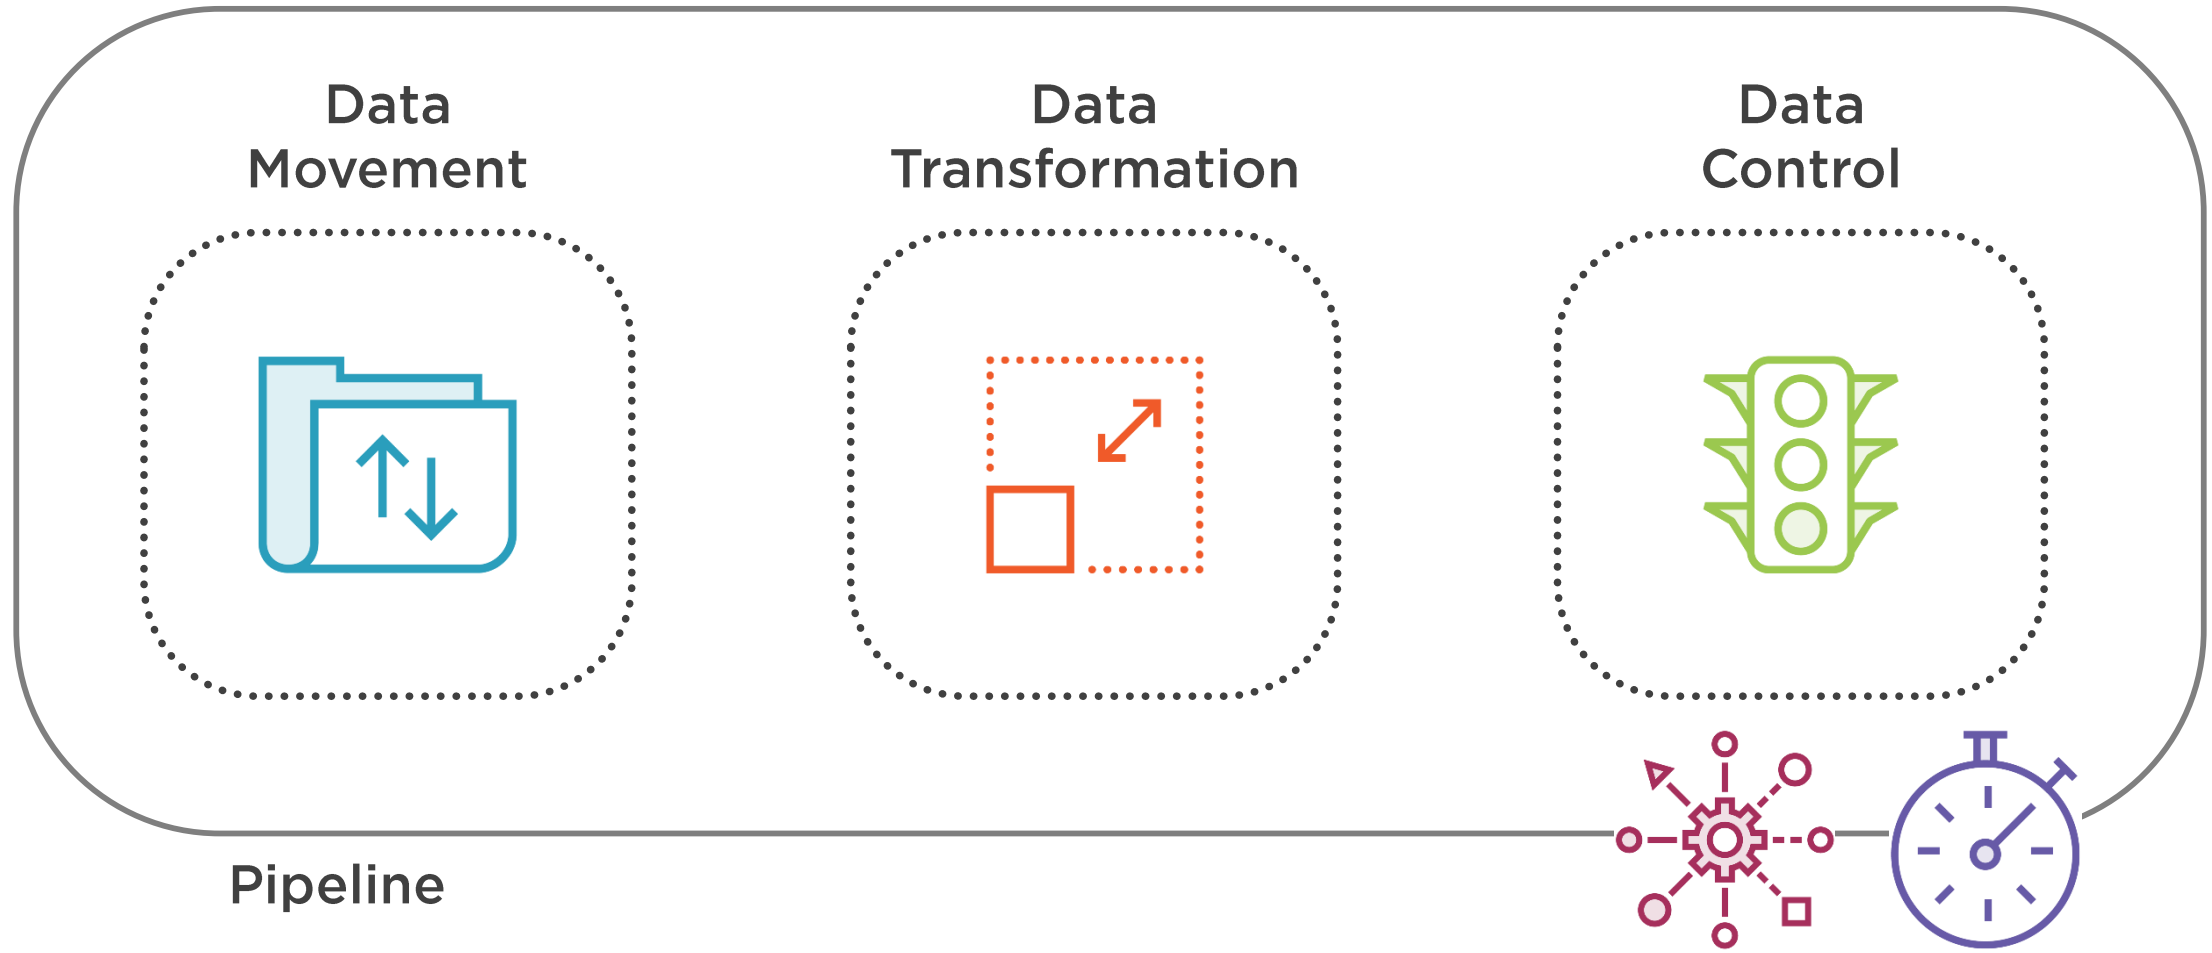 Data
Movement
Data
Transformation
Data
Control
Pipeline